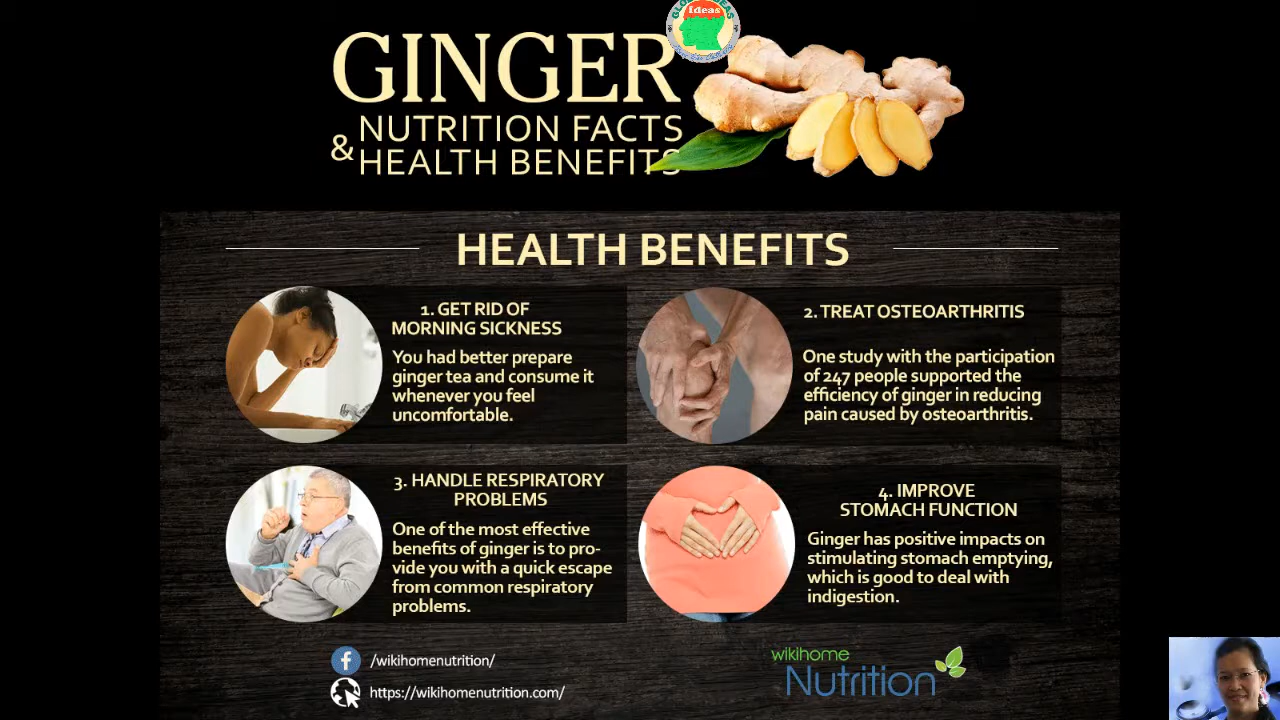 Ideas
GINGER
NUTRITION FACTS
& HEALTH BENEFITS
HEALTH BENEFITS
1. GET RID OF
MORNING SICKNESS
You had better prepare
ginger tea and consume it
whenever you feel
uncomfortable.
2. TREAT OSTEOARTHRITIS
One study with the participation
of 247 people supported the
efficiency of ginger in reducing
pain caused by osteoarthritis.
3. HANDLE RESPIRATORY
PROBLEMS
One of the most effective
benefits of ginger is to pro-
vide you with a quick escape
from common respiratory
problems.
4. IMPROVE
STOMACH FUNCTION
Ginger has positive impacts on
stimulating stomach emptying,
which is good to deal with
indigestion.
/wikihomenutrition/
https://wikihomenutrition.com/
wikihome
Nutrition